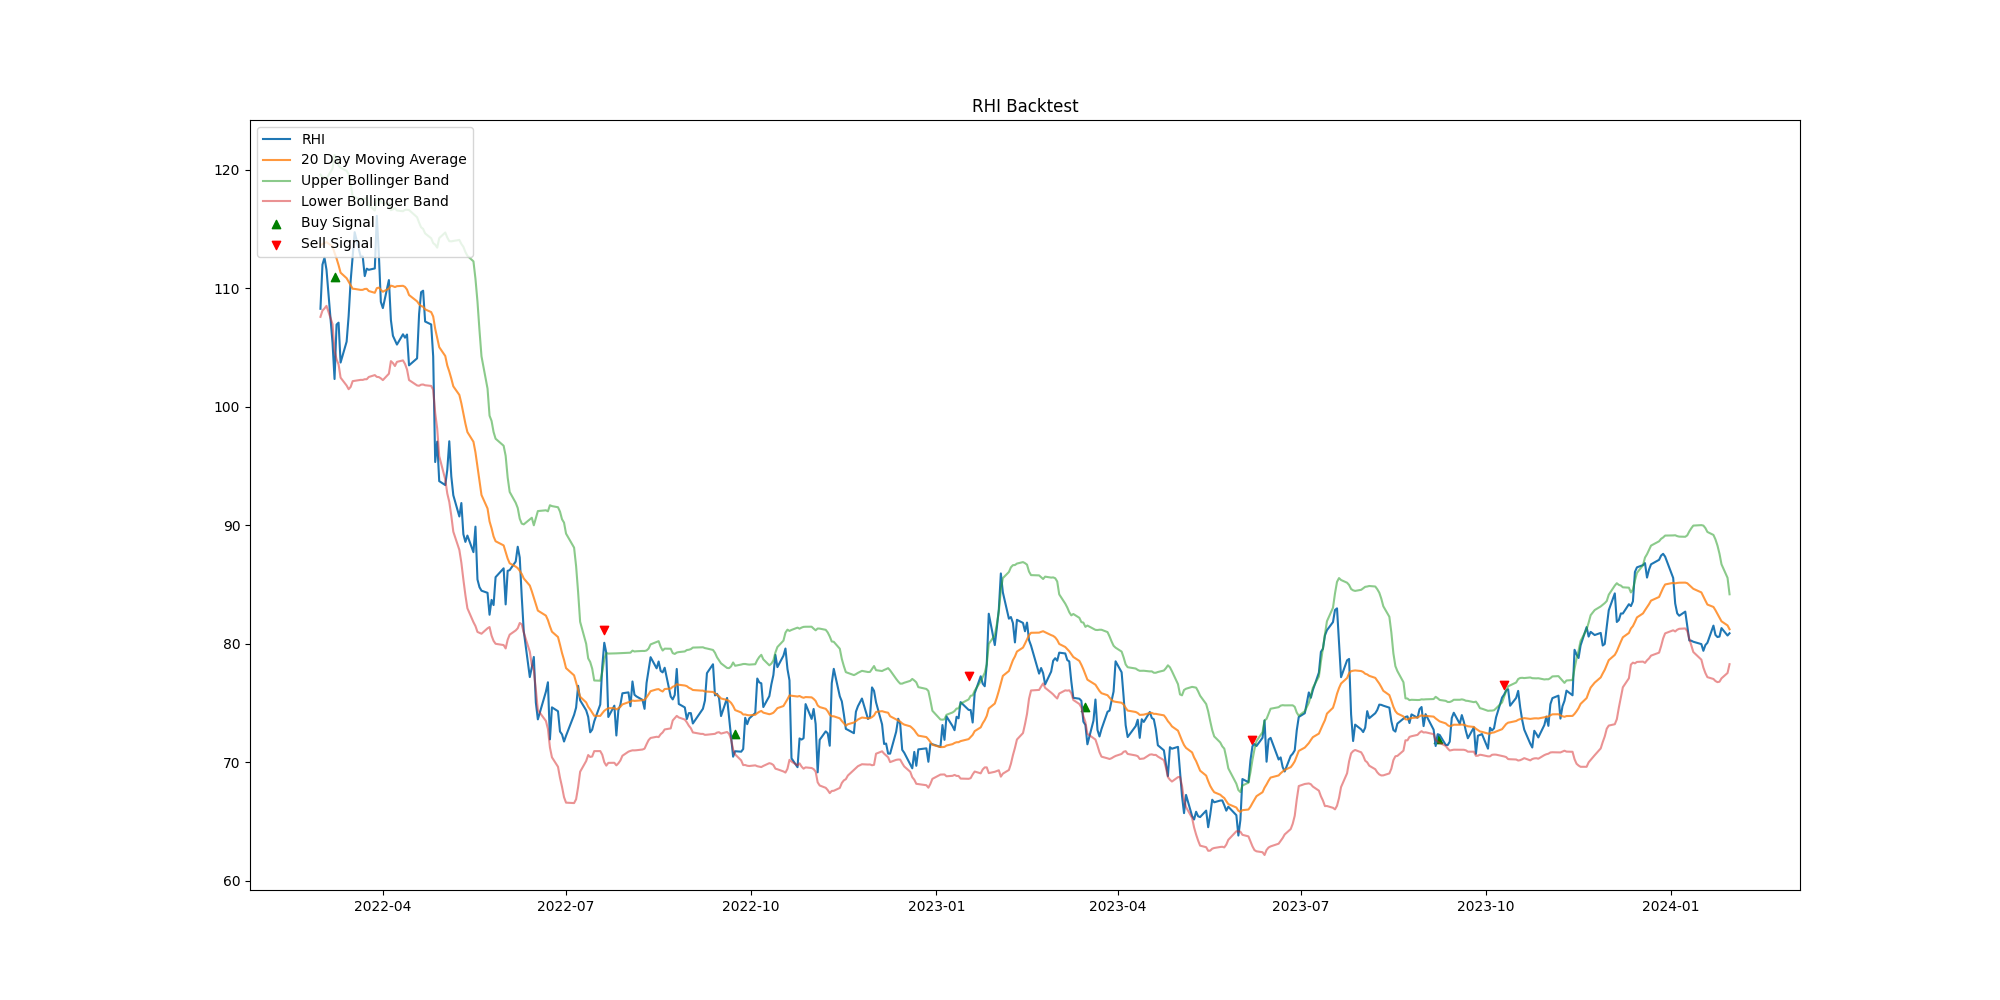 RHI Backtest
RHI
20 Day Moving Average
Upper Bollinger Band
Lower Bollinger Band
Buy Signal
Sell Signal
120
110
100
90
80
70
60
2022-04 2022-07 2022-10 2023-01 2023-04 2023-07 2023-10 2024-01